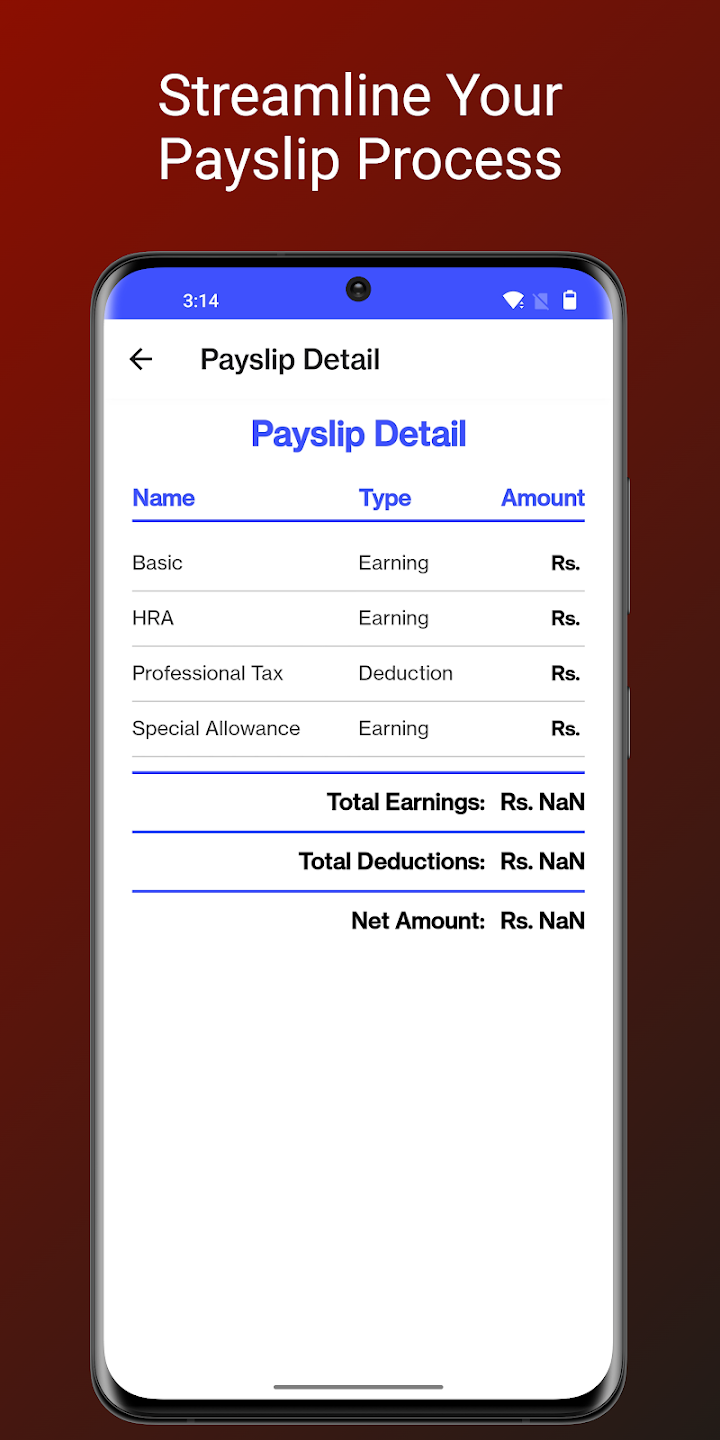 Streamline Your
Payslip Process
3:14
Payslip Detail
Payslip Detail
Name Type Amount
Basic Earning Rs.
HRA Earning Rs.
Professional Tax Deduction Rs.
Special Allowance Earning Rs.
Total Earnings: Rs. NaN
Total Deductions: Rs. NaN
Net Amount: Rs. NaN